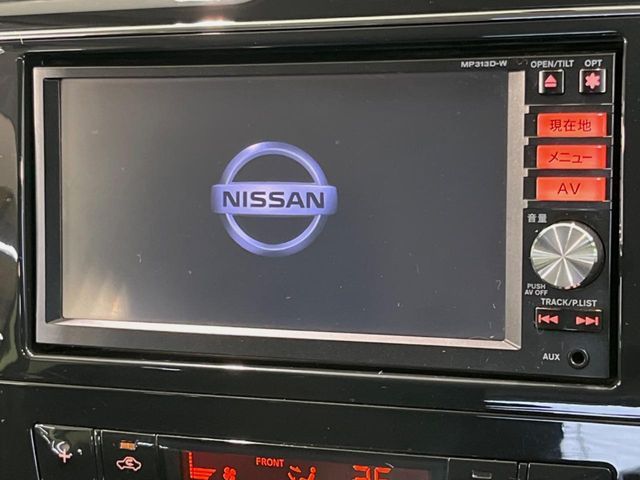 MP313D-W
OPEN/TILT
OPT
現在地
メニュー
AV
音量
PUSH
AV OFF
TRACK/P.LIST
AUX
NISSAN
FRONT